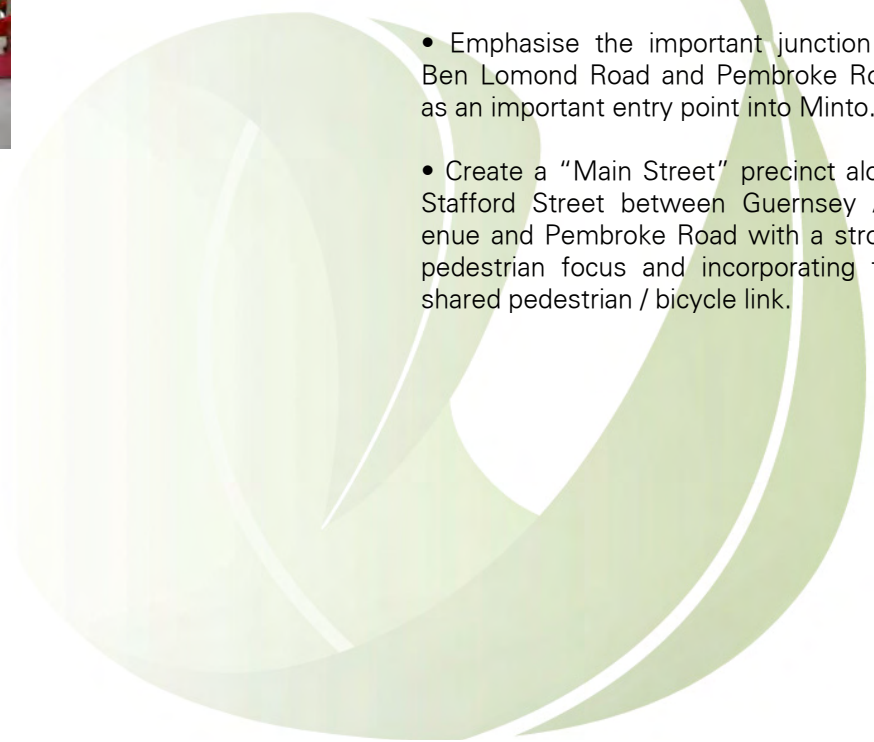 • Emphasise the important junction
Ben Lomond Road and Pembroke Ro
as an important entry point into Minto.
• Create a “Main Street” precinct alo
Stafford Street between Guernsey A
enue and Pembroke Road with a stro
pedestrian focus and incorporating t
shared pedestrian / bicycle link.